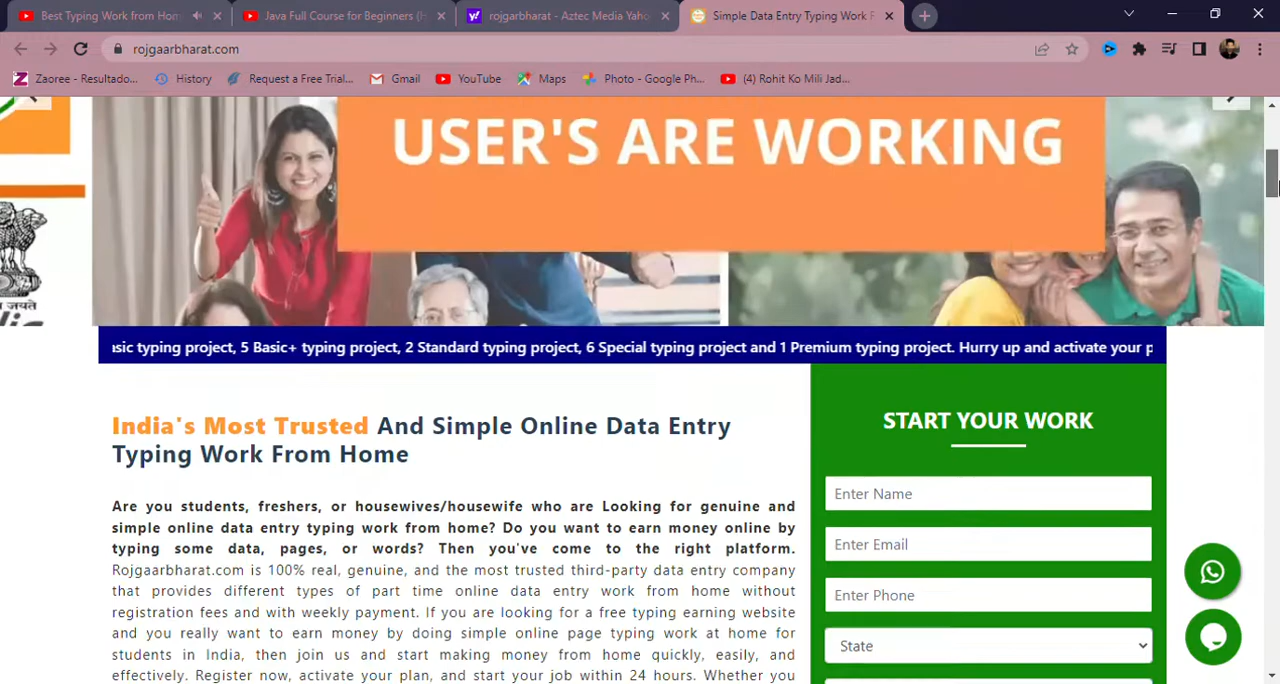 Best Typing Work from Hom
Java Full Course for Beginners (H
rojgarbharat - Aztec Media Yaho
Simple Data Entry Typing Work F
rojgaarbharat.com
Zaoree - Resultado...
History
Request a Free Trial...
Gmail
YouTube
Maps
Photo - Google Ph...
(4) Rohit Ko Mili Jad...
USER'S ARE WORKING
जयते
asic typing project, 5 Basic+ typing project, 2 Standard typing project, 6 Special typing project and 1 Premium typing project. Hurry up and activate your p
India's Most Trusted And Simple Online Data Entry
Typing Work From Home
Are you students, freshers, or housewives/housewife who are Looking for genuine and
simple online data entry typing work from home? Do you want to earn money online by
typing some data, pages, or words? Then you've come to the right platform.
Rojgaarbharat.com is 100% real, genuine, and the most trusted third-party data entry company
that provides different types of part time online data entry work from home without
registration fees and with weekly payment. If you are looking for a free typing earning website
and you really want to earn money by doing simple online page typing work at home for
students in India, then join us and start making money from home quickly, easily, and
effectively. Register now, activate your plan, and start your job within 24 hours. Whether you
START YOUR WORK
Enter Name
Enter Email
Enter Phone
State